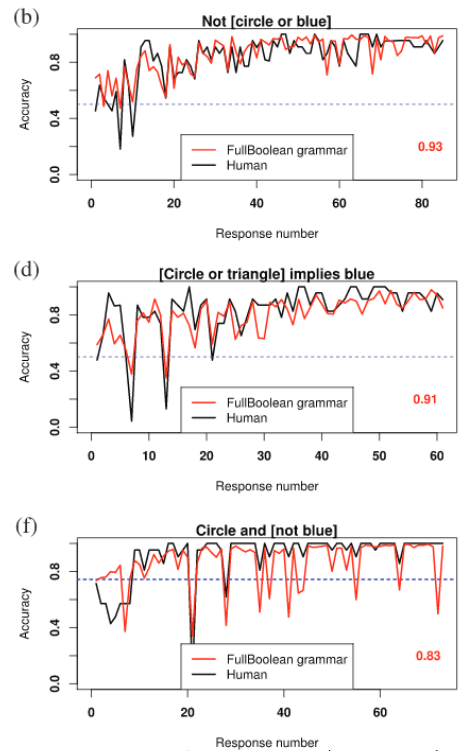 (b)
Not [circle or blue]
Accuracy
0.0 0.4 0.8
FullBoolean grammar
Human
0.93
0 20 40 60 80
Response number
(d)
[Circle or triangle] implies blue
Accuracy
0.0 0.4 0.8
FullBoolean grammar
Human
0.91
0 10 20 30 40 50 60
Response number
(f)
Circle and [not blue]
Accuracy
0.0 0.4 0.8
FullBoolean grammar
Human
0.83
0 20 40 60
Response number